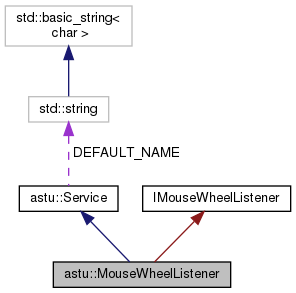 std::basic_string<
char >
std::string
DEFAULT_NAME
astu::Service
IMouseWheelListener
astu::MouseWheelListener